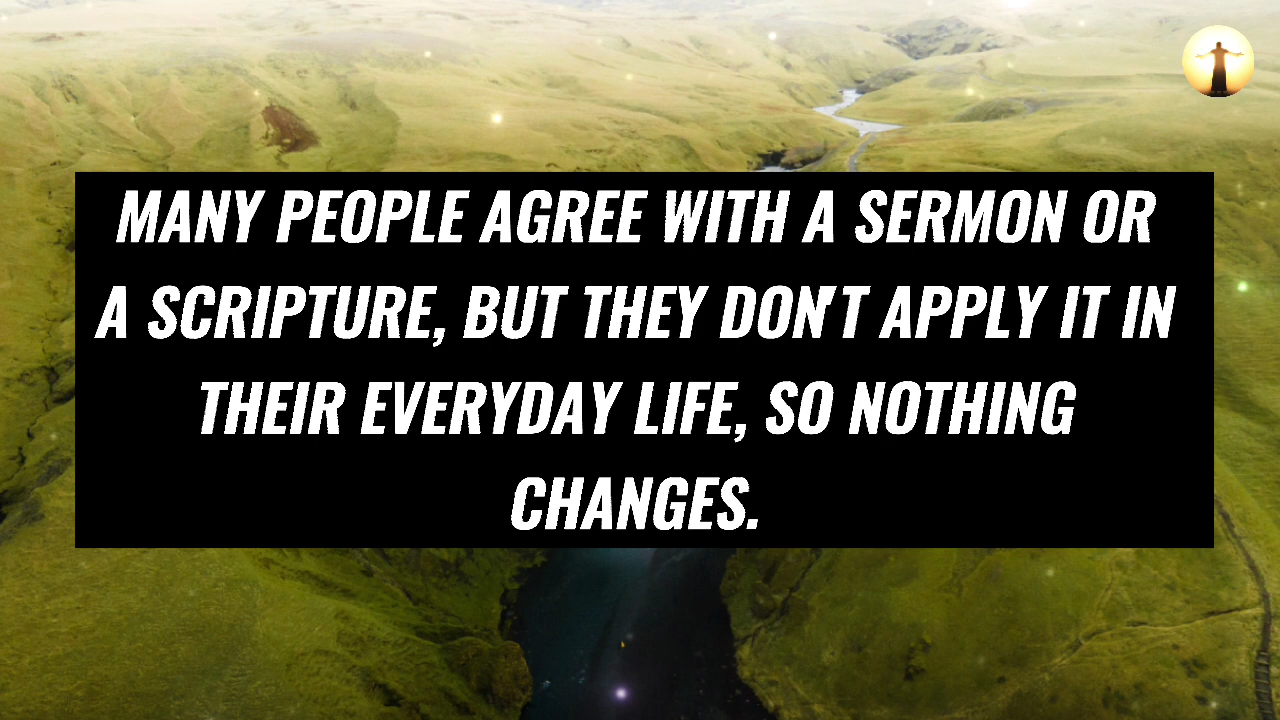 MANY PEOPLE AGREE WITH A SERMON OR
A SCRIPTURE, BUT THEY DON'T APPLY IT IN
THEIR EVERYDAY LIFE, SO NOTHING
CHANGES.